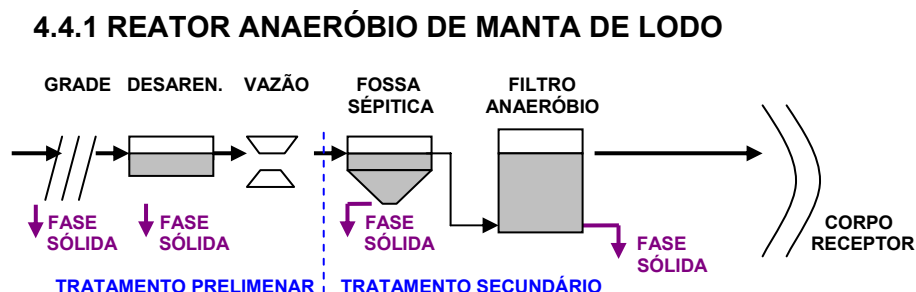 4.4.1 REATOR ANAERÓBIO DE MANTA DE LODO
GRADE
DESAREN.
VAZÃO
FOSSA
SÉPITICA
FILTRO
ANAERÓBIO
FASE
SÓLIDA
FASE
SÓLIDA
FASE
SÓLIDA
FASE
SÓLIDA
CORPO
RECEPTOR
TRATAMENTO PRELIMENAR
TRATAMENTO SECUNDÁRIO